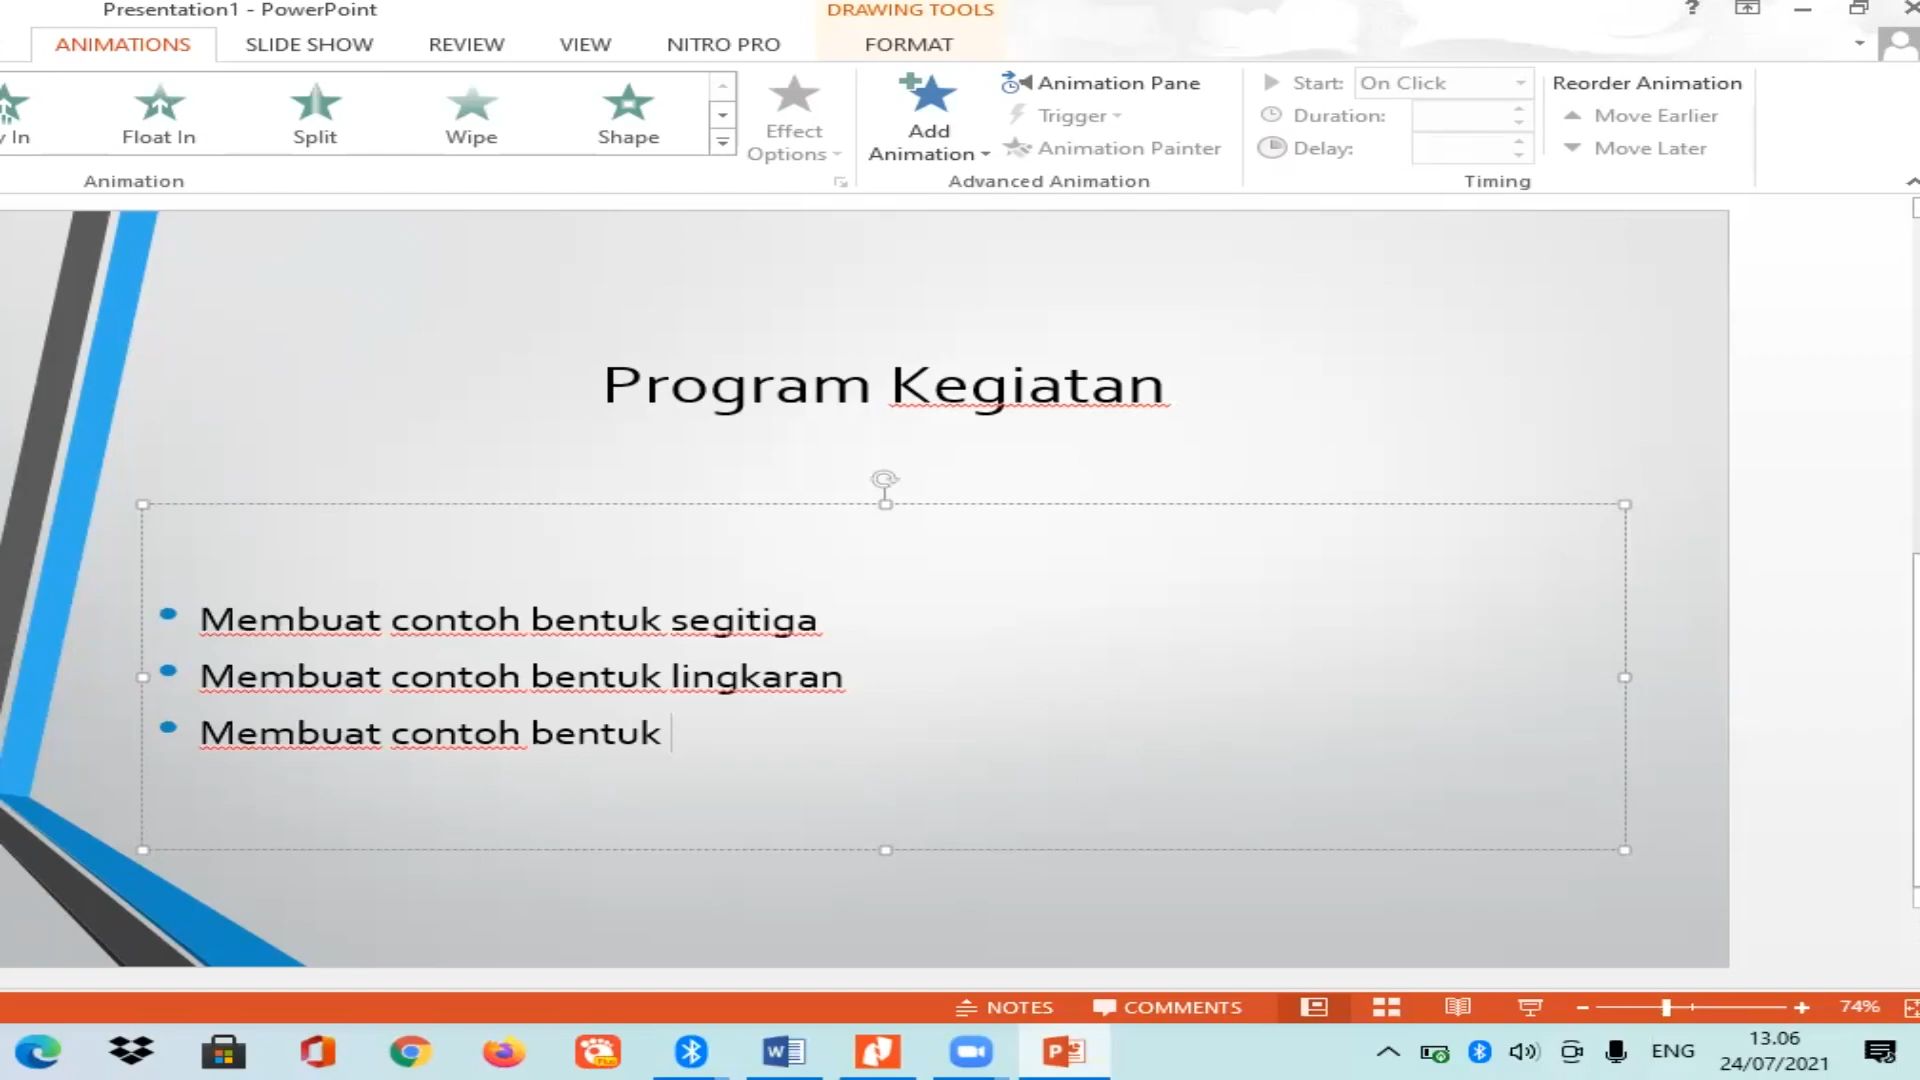 Presentation1 - PowerPoint
DRAWING TOOLS
?
ANIMATIONS SLIDE SHOW REVIEW VIEW NITRO PRO FORMAT
y In
Float In
Split
Wipe
Shape
Effect
Options
Add
Animation
Animation Pane
Trigger
Animation Painter
Start: On Click
Duration:
Delay:
Reorder Animation
Move Earlier
Move Later
Animation
Advanced Animation
Timing
Program Kegiatan
• Membuat contoh bentuk segitiga
• Membuat contoh bentuk lingkaran
• Membuat contoh bentuk
NOTES COMMENTS 74%
ENG
13.06
24/07/2021